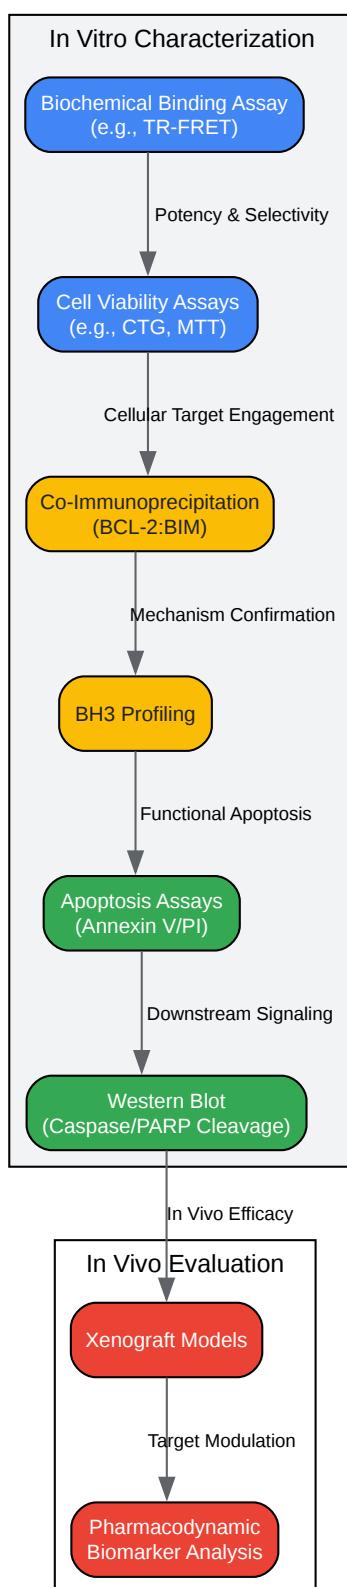 In Vitro Characterization
Biochemical Binding Assay
(e.g., TR-FRET)
Potency & Selectivity
Cell Viability Assays
(e.g., CTG, MTT)
Cellular Target Engagement
Co-Immunoprecipitation
(BCL-2:BIM)
Mechanism Confirmation
BH3 Profiling
Functional Apoptosis
Apoptosis Assays
(Annexin V/PI)
Downstream Signaling
Western Blot
(Caspase/PARP Cleavage)
In Vivo Efficacy
In Vivo Evaluation
Xenograft Models
Target Modulation
Pharmacodynamic
Biomarker Analysis